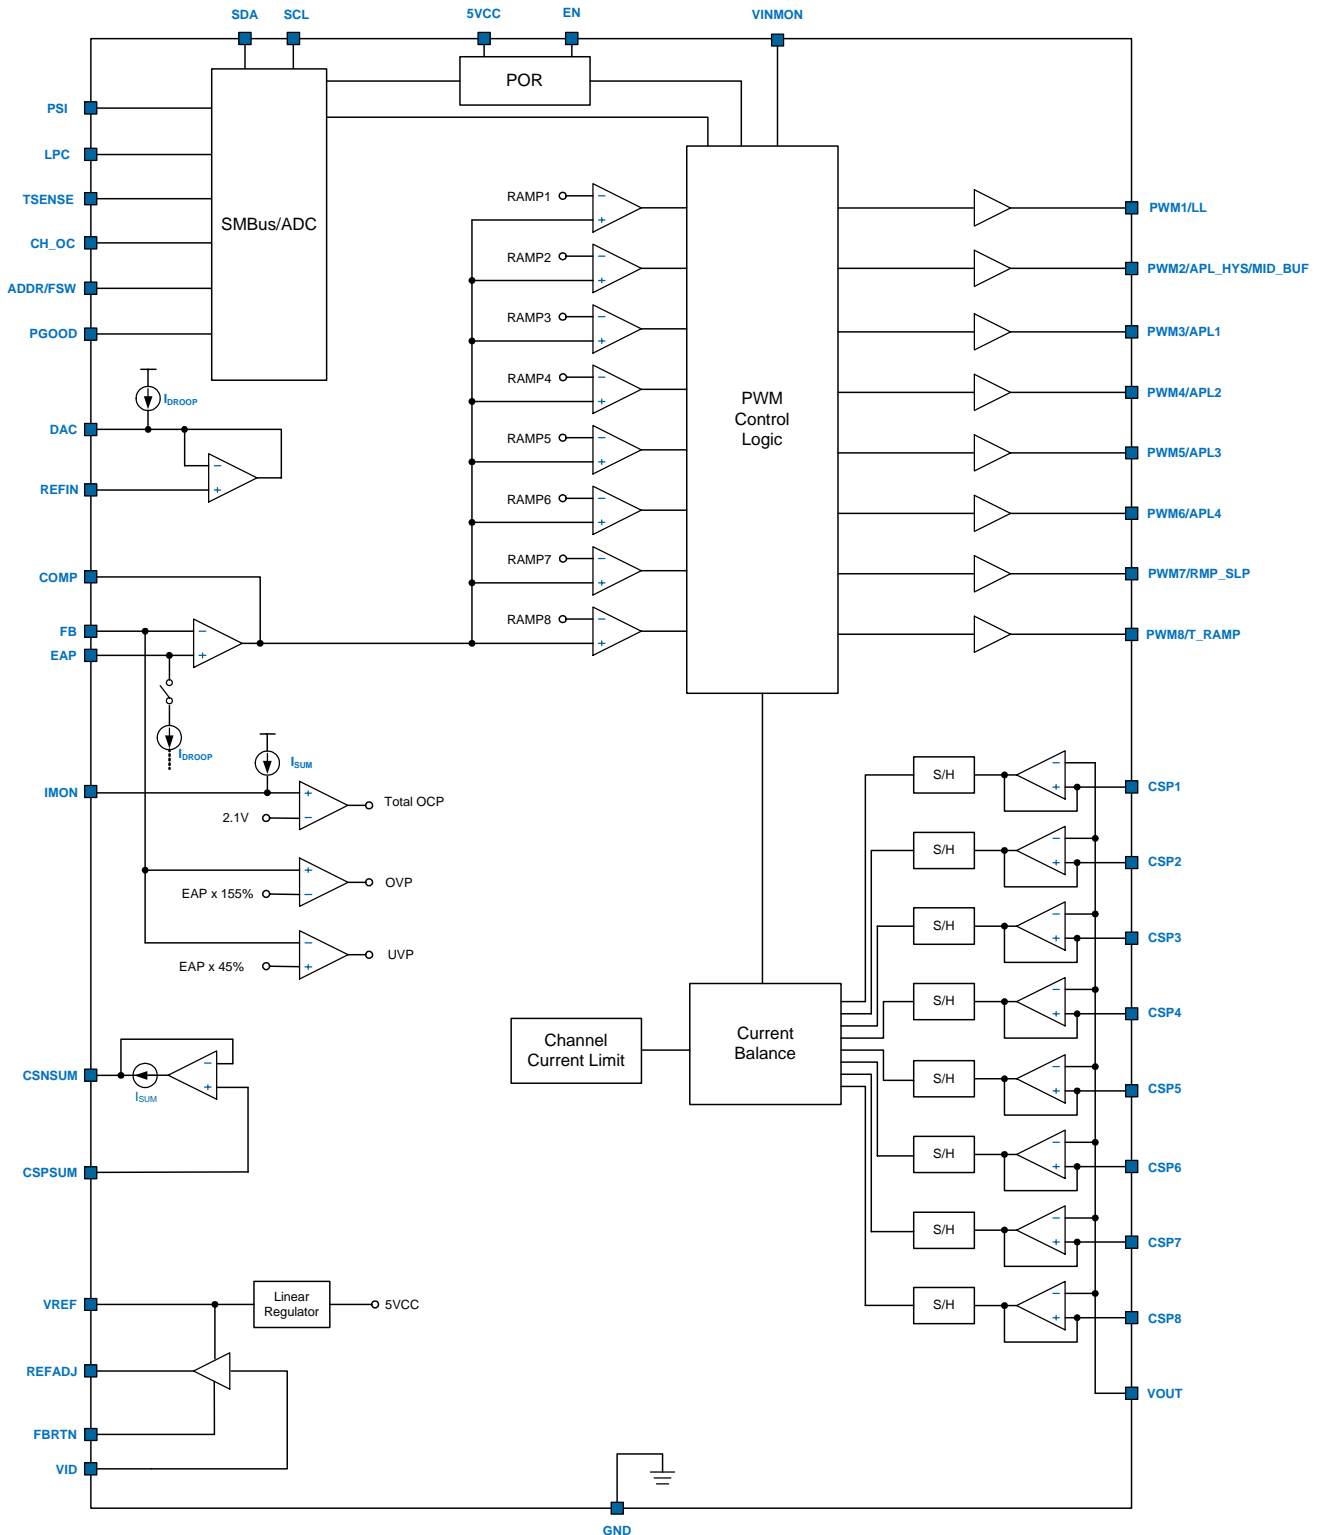 SDA
SCL
5VCC
EN
VINMON
PSI
LPC
TSENSE
CH_OC
ADDR/FSW
PGOOD
SMBus/ADC
POR
IDROOP
DAC
REFIN
COMP
FB
EAP
IDROOP
ISUM
IMON
2.1V
Total OCP
EAP x 155%
OVP
EAP x 45%
UVP
CSNSUM
ISUM
CSPSUM
VREF
Linear
Regulator
5VCC
REFADJ
FBRTN
VID
GND
RAMP1
RAMP2
RAMP3
RAMP4
RAMP5
RAMP6
RAMP7
RAMP8
PWM
Control
Logic
PWM1/LL
PWM2/APL_HYS/MID_BUF
PWM3/APL1
PWM4/APL2
PWM5/APL3
PWM6/APL4
PWM7/RMP_SLP
PWM8/T_RAMP
Channel
Current Limit
Current
Balance
S/H
CSP1
S/H
CSP2
S/H
CSP3
S/H
CSP4
S/H
CSP5
S/H
CSP6
S/H
CSP7
S/H
CSP8
VOUT